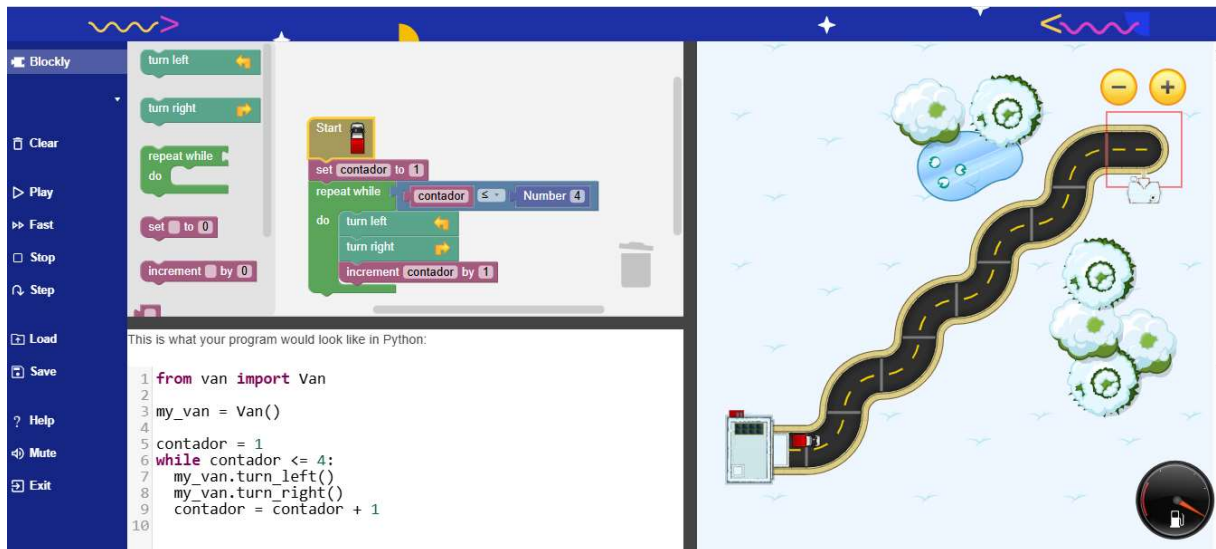 Blockly
Clear
Play
Fast
Stop
Step
Load
Save
? Help
Mute
Exit
turn left
turn right
repeat while
do
set to 0
increment by 0
Start
set contador to 1
repeat while contador ≤ Number 4
do turn left
turn right
increment contador by 1
This is what your program would look like in Python:
1 from van import Van
2
3 my_van = Van()
4
5 contador = 1
6 while contador <= 4:
7 my_van.turn_left()
8 my_van.turn_right()
9 contador = contador + 1
10